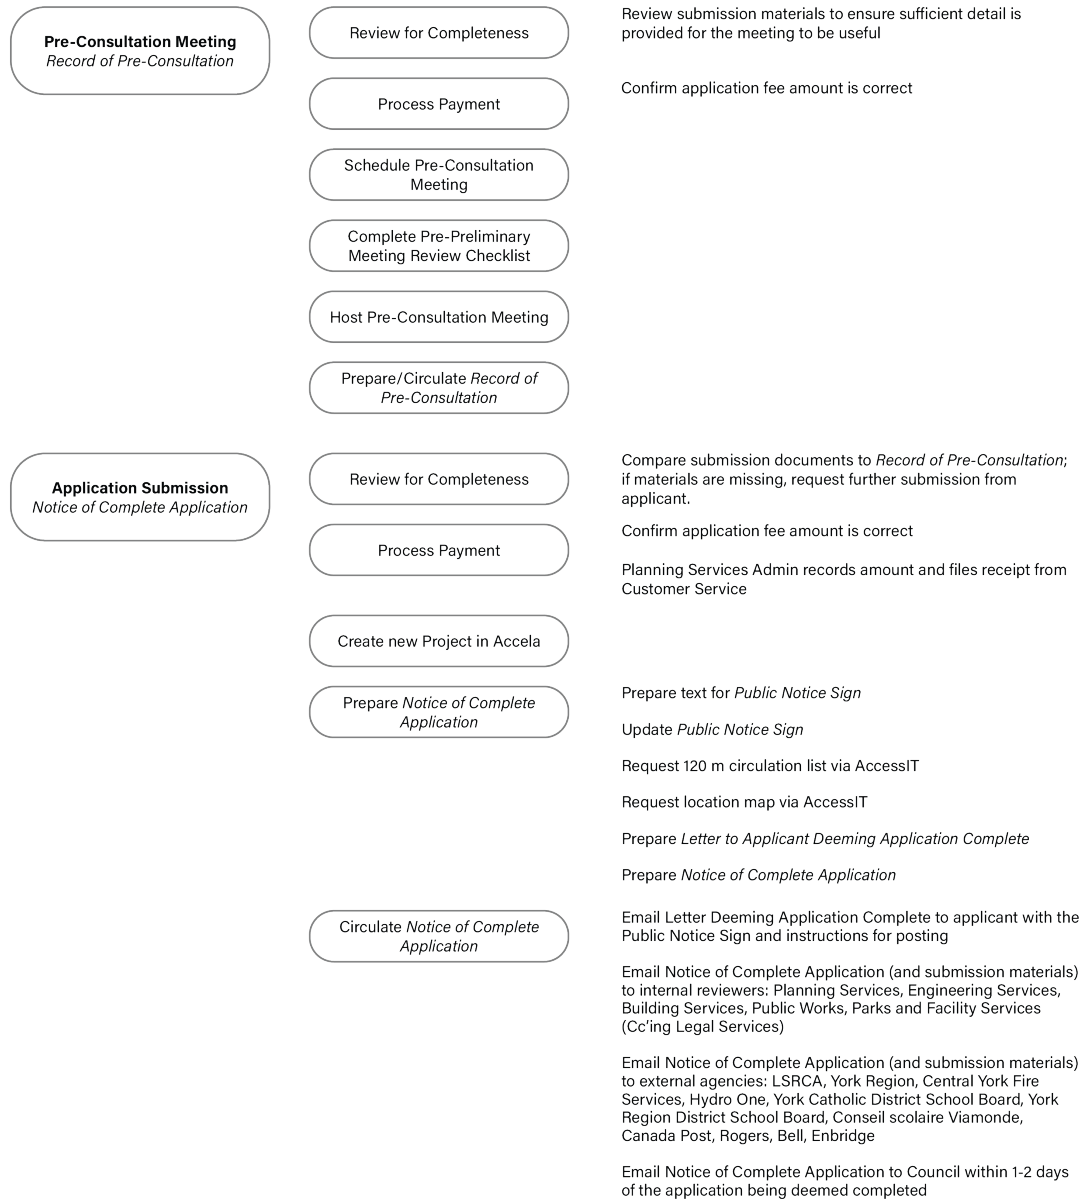 Pre-Consultation Meeting
Record of Pre-Consultation
Review for Completeness
Review submission materials to ensure sufficient detail is
provided for the meeting to be useful
Process Payment
Confirm application fee amount is correct
Schedule Pre-Consultation
Meeting
Complete Pre-Preliminary
Meeting Review Checklist
Host Pre-Consultation Meeting
Prepare/Circulate Record of
Pre-Consultation
Application Submission
Notice of Complete Application
Review for Completeness
Compare submission documents to Record of Pre-Consultation;
if materials are missing, request further submission from
applicant.
Process Payment
Confirm application fee amount is correct
Planning Services Admin records amount and files receipt from
Customer Service
Create new Project in Accela
Prepare Notice of Complete
Application
Prepare text for Public Notice Sign
Update Public Notice Sign
Request 120 m circulation list via AccessIT
Request location map via AccessIT
Prepare Letter to Applicant Deeming Application Complete
Prepare Notice of Complete Application
Circulate Notice of Complete
Application
Email Letter Deeming Application Complete to applicant with the
Public Notice Sign and instructions for posting
Email Notice of Complete Application (and submission materials)
to internal reviewers: Planning Services, Engineering Services,
Building Services, Public Works, Parks and Facility Services
(Cc'ing Legal Services)
Email Notice of Complete Application (and submission materials)
to external agencies: LSRCA, York Region, Central York Fire
Services, Hydro One, York Catholic District School Board, York
Region District School Board, Conseil scolaire Viamonde,
Canada Post, Rogers, Bell, Enbridge
Email Notice of Complete Application to Council within 1-2 days
of the application being deemed completed